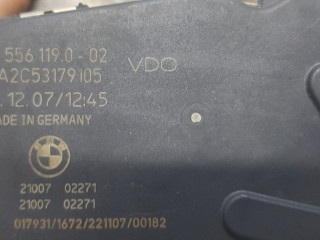 556 119.0-02
A2C53179105
VDO
. 12.07/12:45
ADE IN GERMANY
BMW
21007 02271
21007 02271
017931/1672/221107/00182